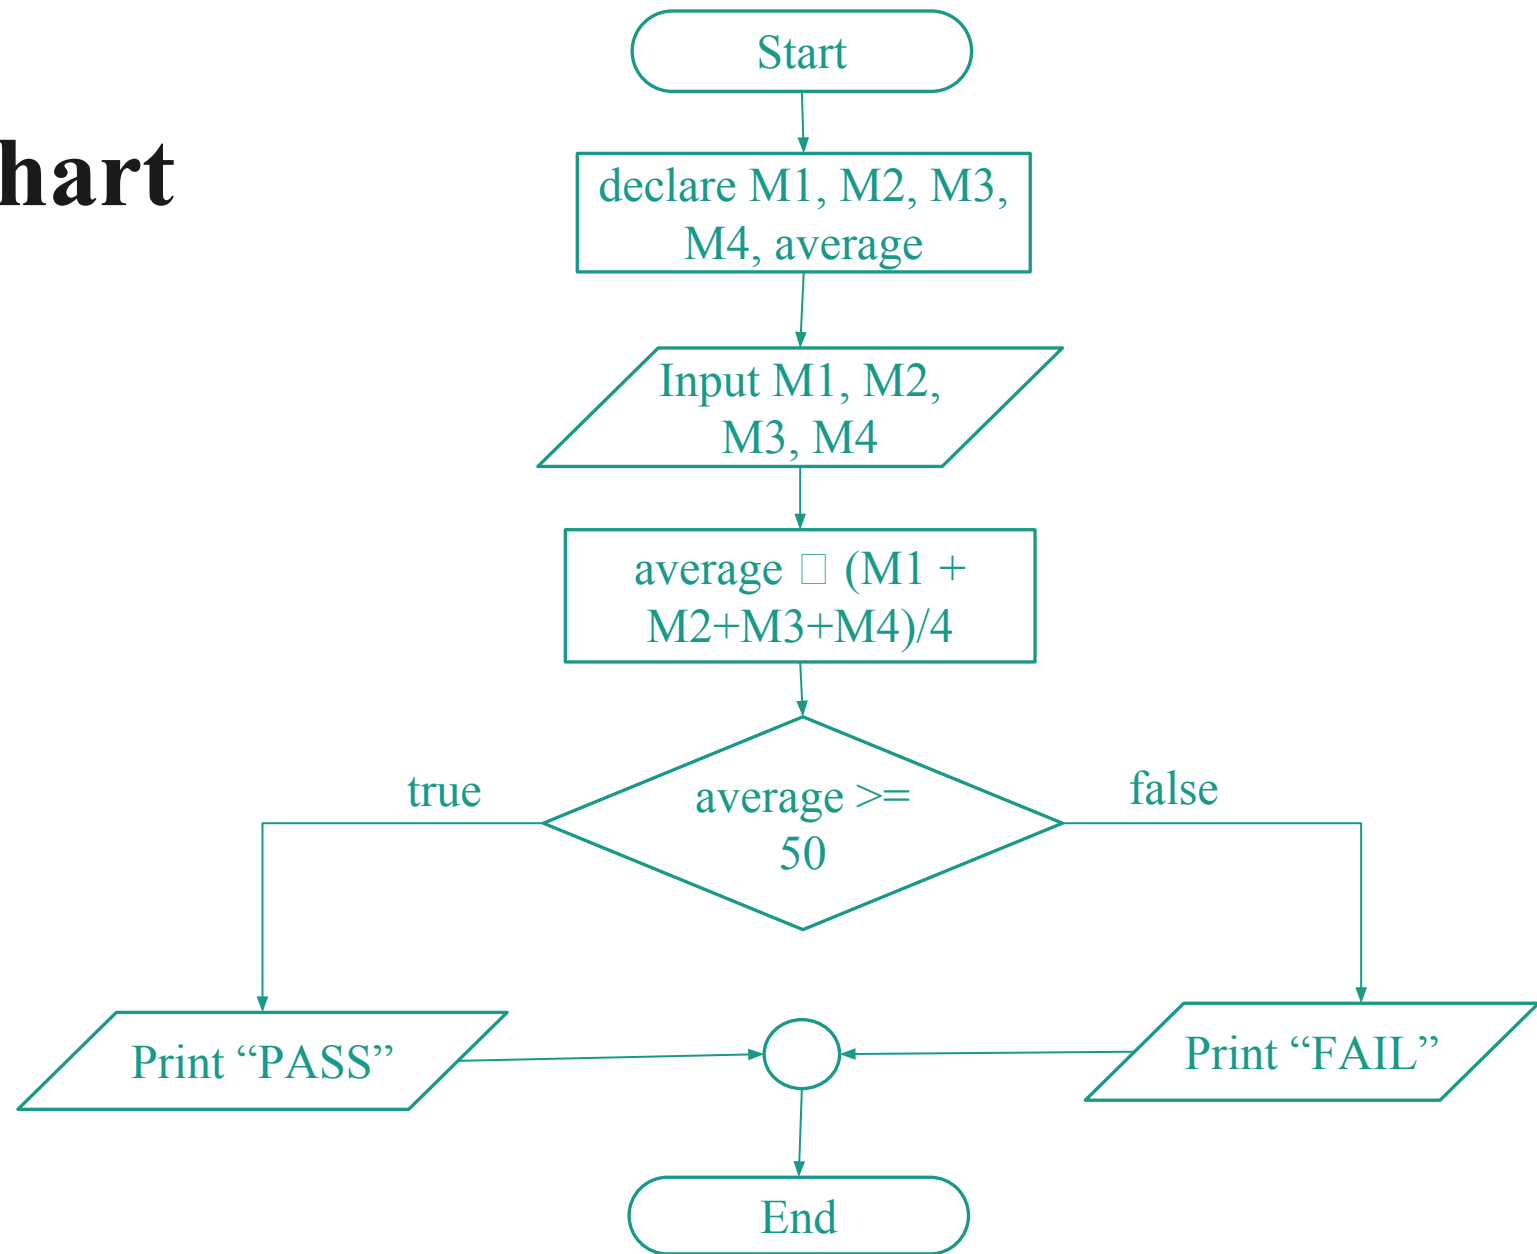 hart
Start
declare M1, M2, M3,
M4, average
Input M1, M2,
M3, M4
average □ (M1 +
M2+M3+M4)/4
true
average >=
50
false
Print “PASS”
Print “FAIL”
End